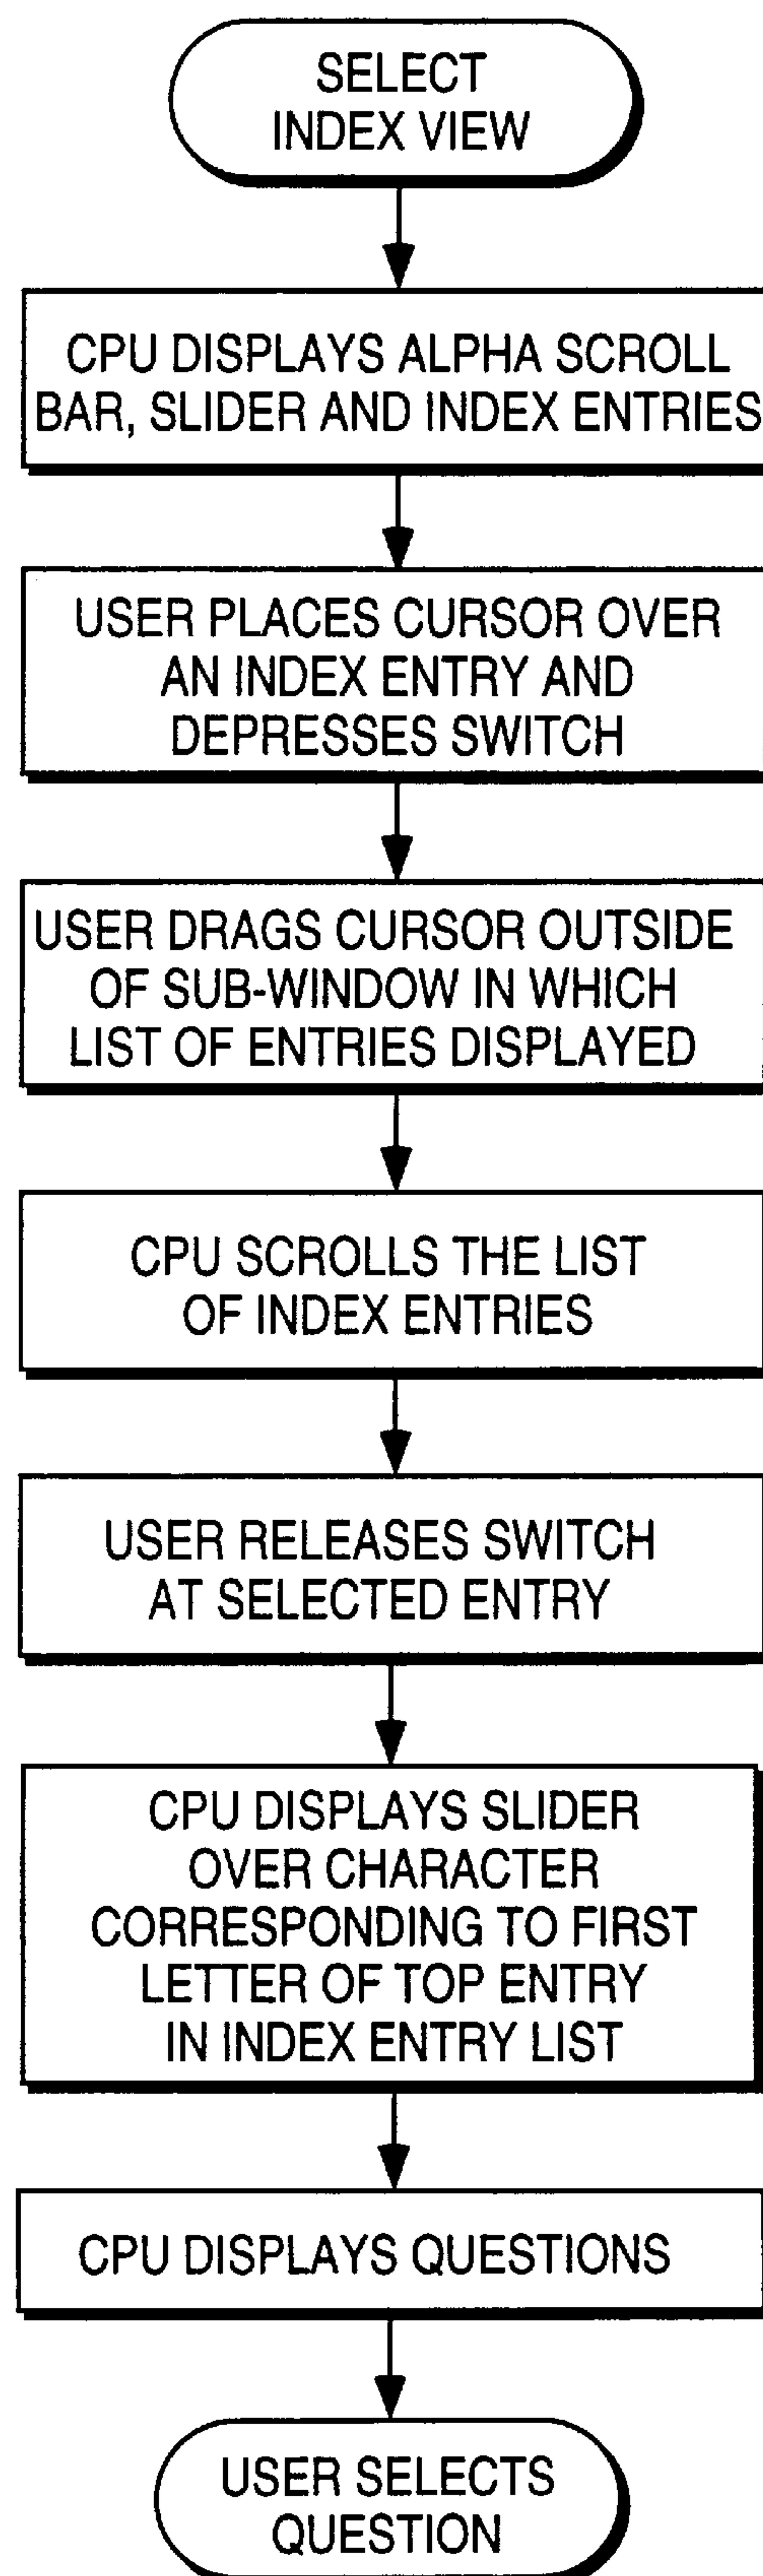 SELECT
INDEX VIEW
CPU DISPLAYS ALPHA SCROLL
BAR, SLIDER AND INDEX ENTRIES
USER PLACES CURSOR OVER
AN INDEX ENTRY AND
DEPRESSES SWITCH
USER DRAGS CURSOR OUTSIDE
OF SUB-WINDOW IN WHICH
LIST OF ENTRIES DISPLAYED
CPU SCROLLS THE LIST
OF INDEX ENTRIES
USER RELEASES SWITCH
AT SELECTED ENTRY
CPU DISPLAYS SLIDER
OVER CHARACTER
CORRESPONDING TO FIRST
LETTER OF TOP ENTRY
IN INDEX ENTRY LIST
CPU DISPLAYS QUESTIONS
USER SELECTS
QUESTION